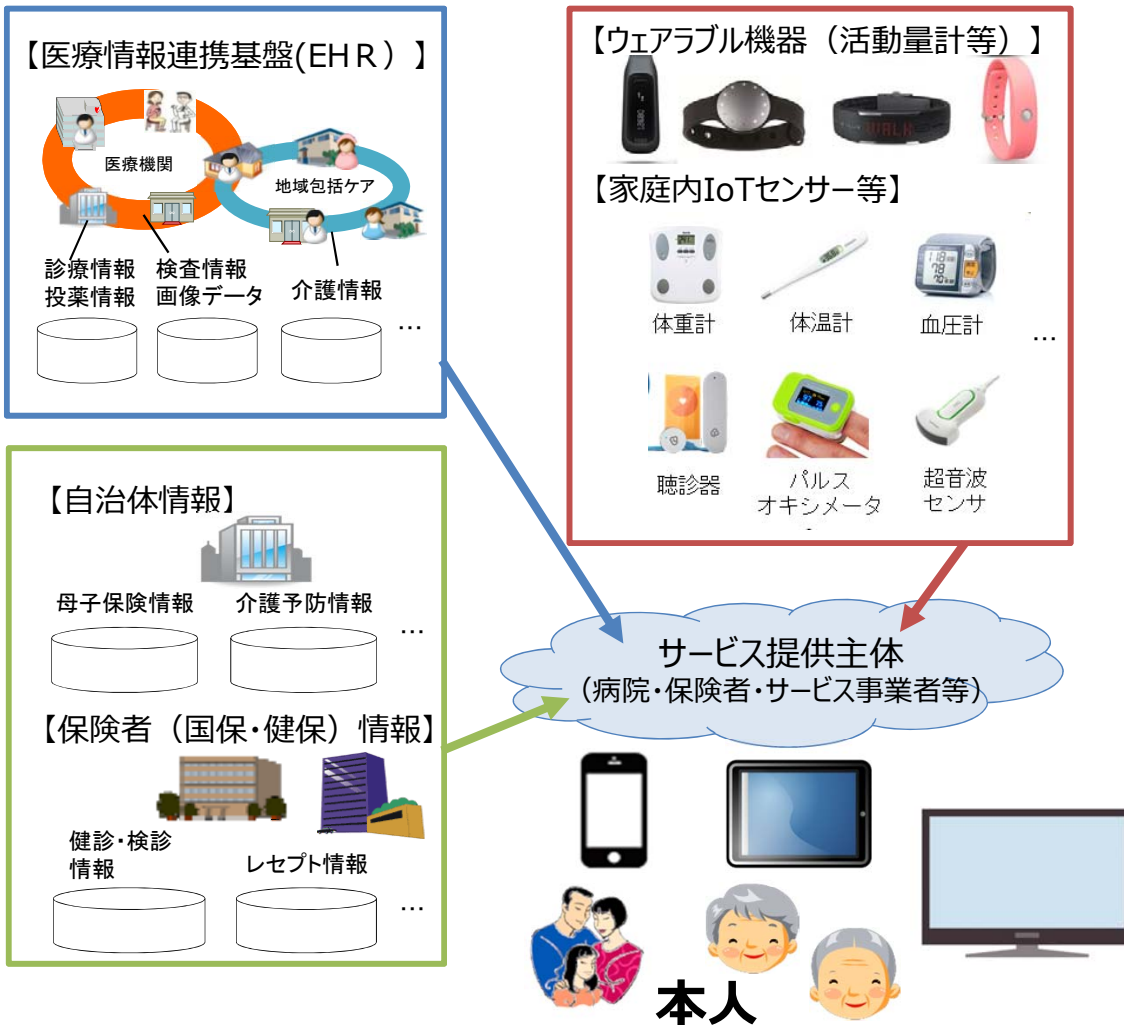 【医療情報連携基盤(EHR）】
医療機関
地域包括ケア
診療情報
投薬情報
検査情報
画像データ
介護情報
…
【自治体情報】
母子保険情報
介護予防情報
…
【保険者（国保・健保）情報】
健診・検診
情報
レセプト情報
…
【ウェアラブル機器（活動量計等）】
WALK
【家庭内IoTセンサー等】
体重計
体温計
血圧計
…
聴診器
パルス
オキシメータ
超音波
センサ
サービス提供主体
（病院・保険者・サービス事業者等）
本人